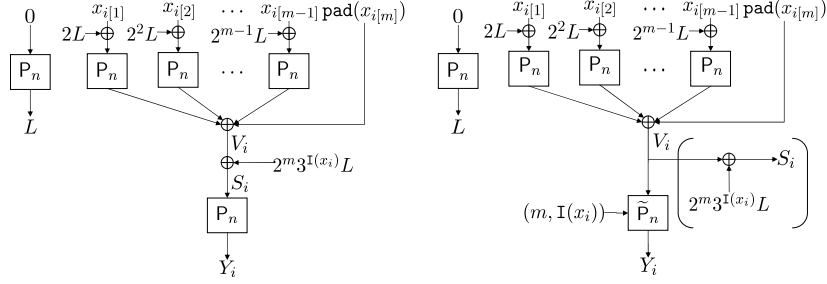 0 x_{i[1]} x_{i[2]} ⋯ x_{i[m−1]} pad(x_{i[m]})
2L 2^2L 2^{m−1}L
P_n P_n P_n ⋯ P_n
L
V_i
2^m3^{I(x_i)}L
S_i
P_n
Y_i
0 x_{i[1]} x_{i[2]} ⋯ x_{i[m−1]} pad(x_{i[m]})
2L 2^2L 2^{m−1}L
P_n P_n P_n ⋯ P_n
L
V_i
S_i
2^m3^{I(x_i)}L
(m, I(x_i)) P̃_n
Y_i